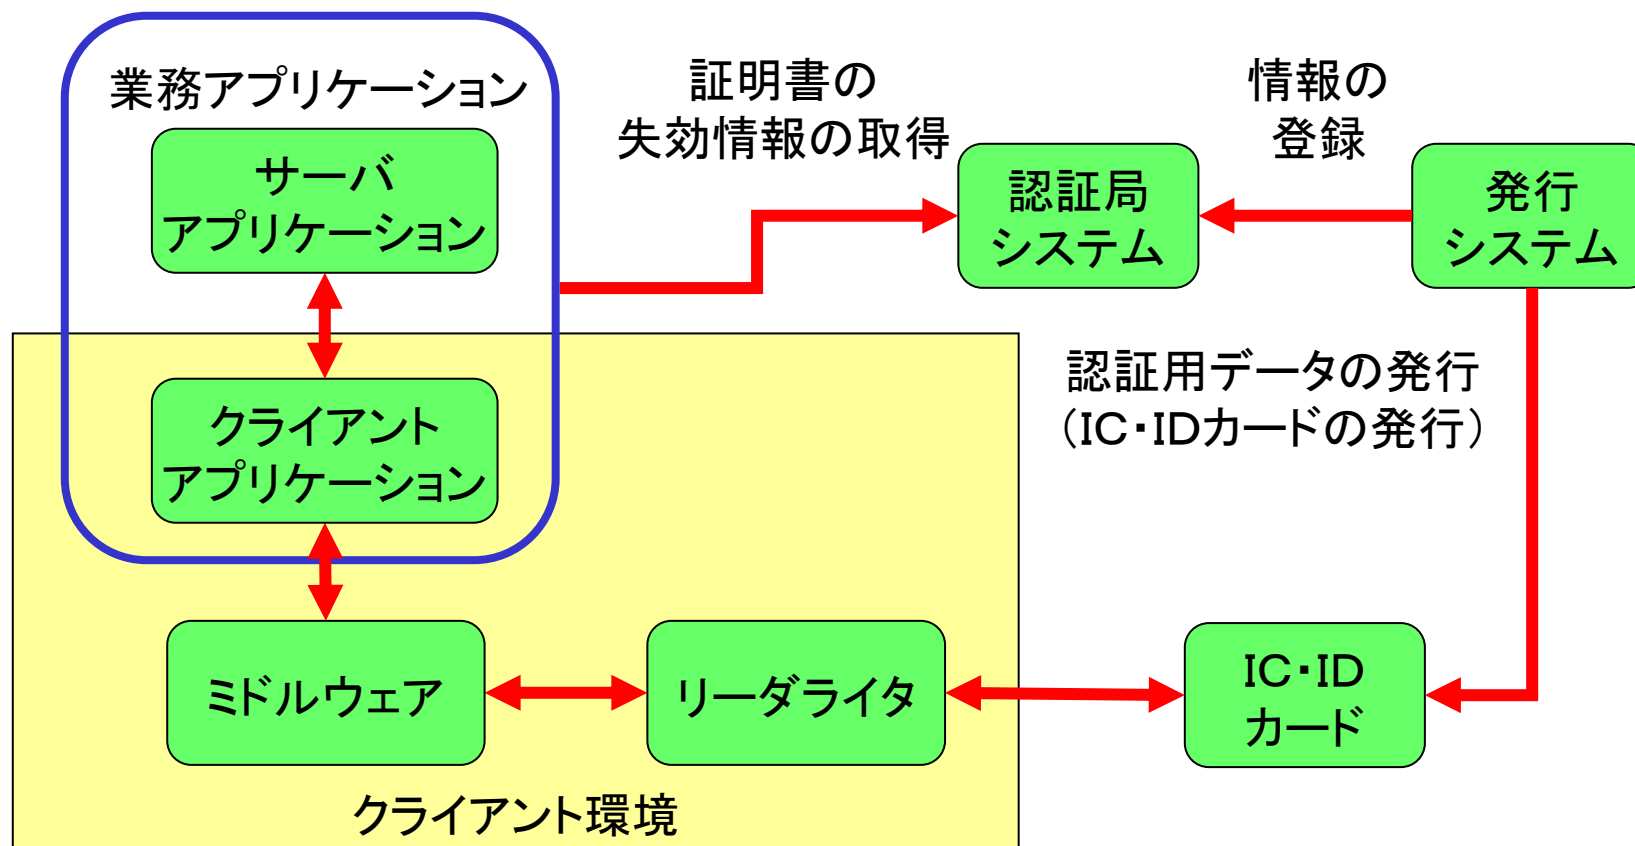 業務アプリケーション
サーバ
アプリケーション
証明書の
失効情報の取得
認証局
システム
情報の
登録
発行
システム
クライアント
アプリケーション
認証用データの発行
（IC・IDカードの発行）
ミドルウェア
リーダライタ
IC・ID
カード
クライアント環境